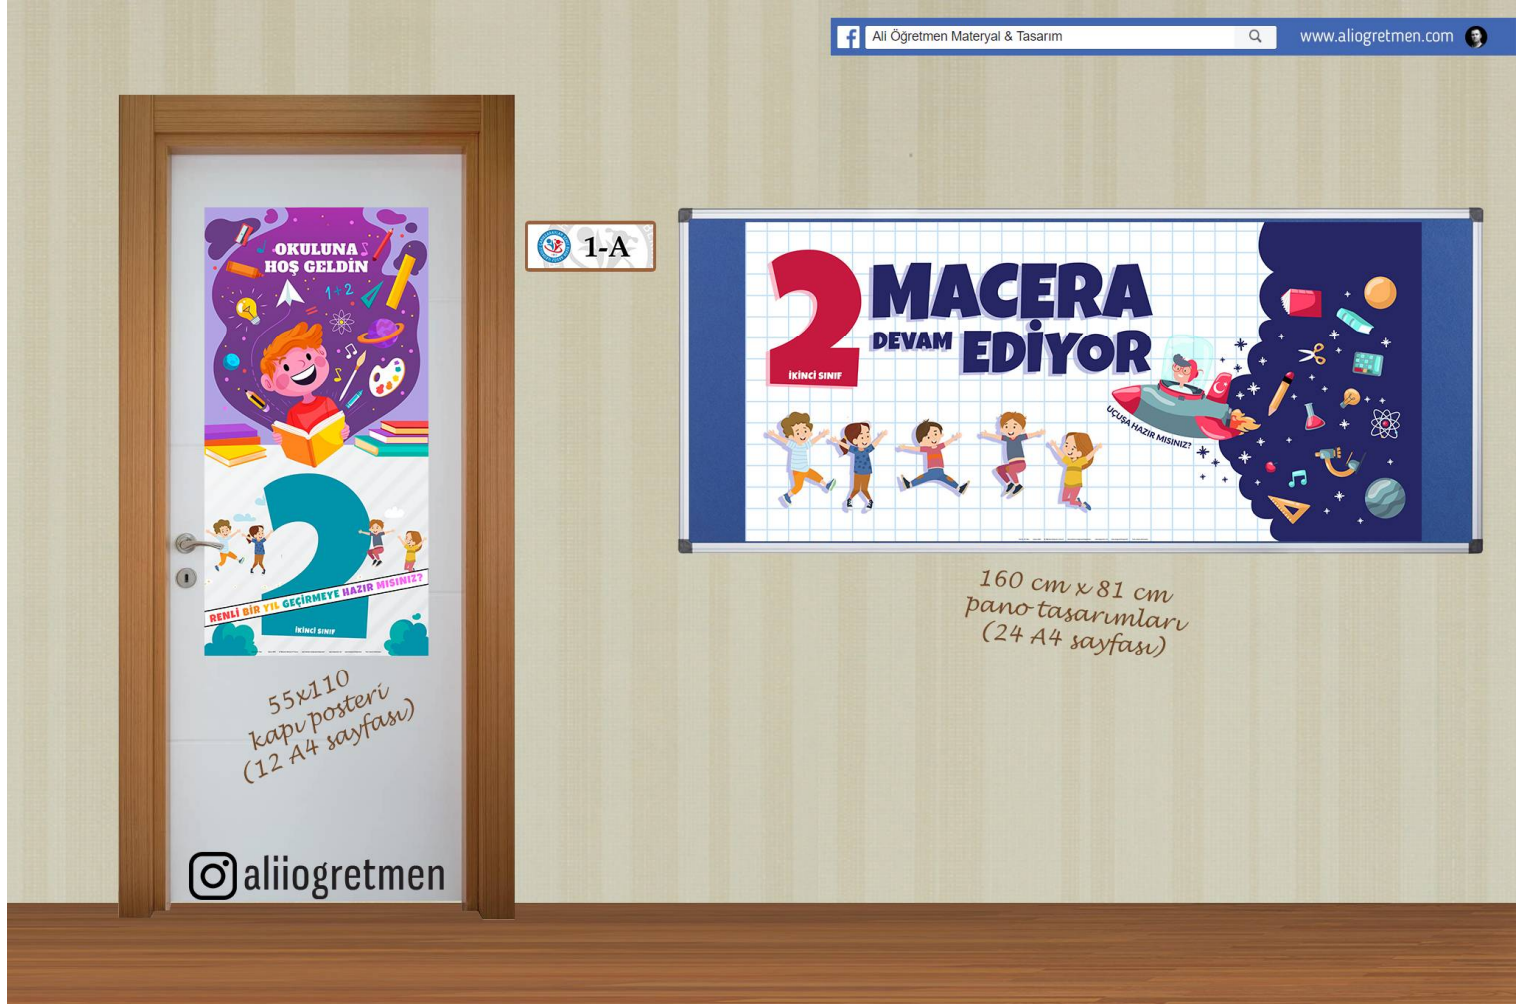 Ali Öğretmen Materyal & Tasarım
www.aliogretmen.com
OKULUNA
HOŞ GELDİN
1+2
RENLİ BİR YIL GEÇİRMEYE HAZIR MISINIZ?
İKİNCİ SINIF
55x110
kapı posteri
(12 A4 sayfası)
aliiogretmen
1-A
2 MACERA
DEVAM EDİYOR
İKİNCİ SINIF
UÇUŞA HAZIR MISINIZ?
160 cm x 81 cm
pano tasarımları
(24 A4 sayfası)